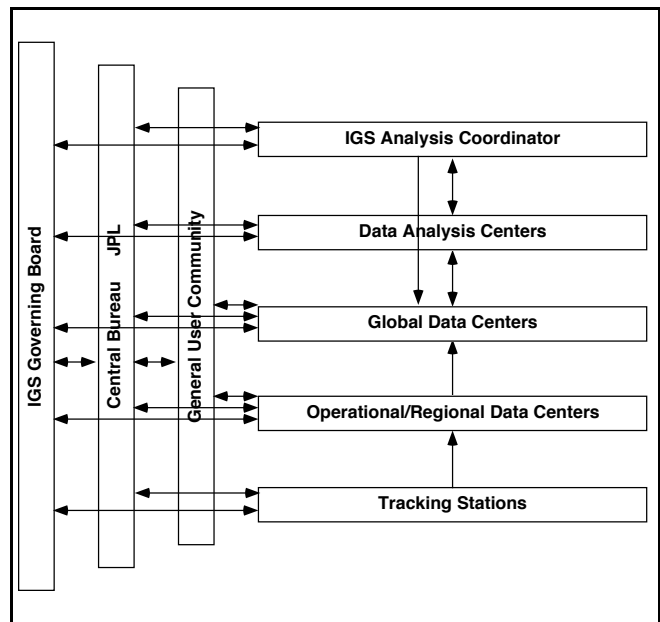 IGS Governing Board
Central Bureau JPL
General User Community
IGS Analysis Coordinator
Data Analysis Centers
Global Data Centers
Operational/Regional Data Centers
Tracking Stations